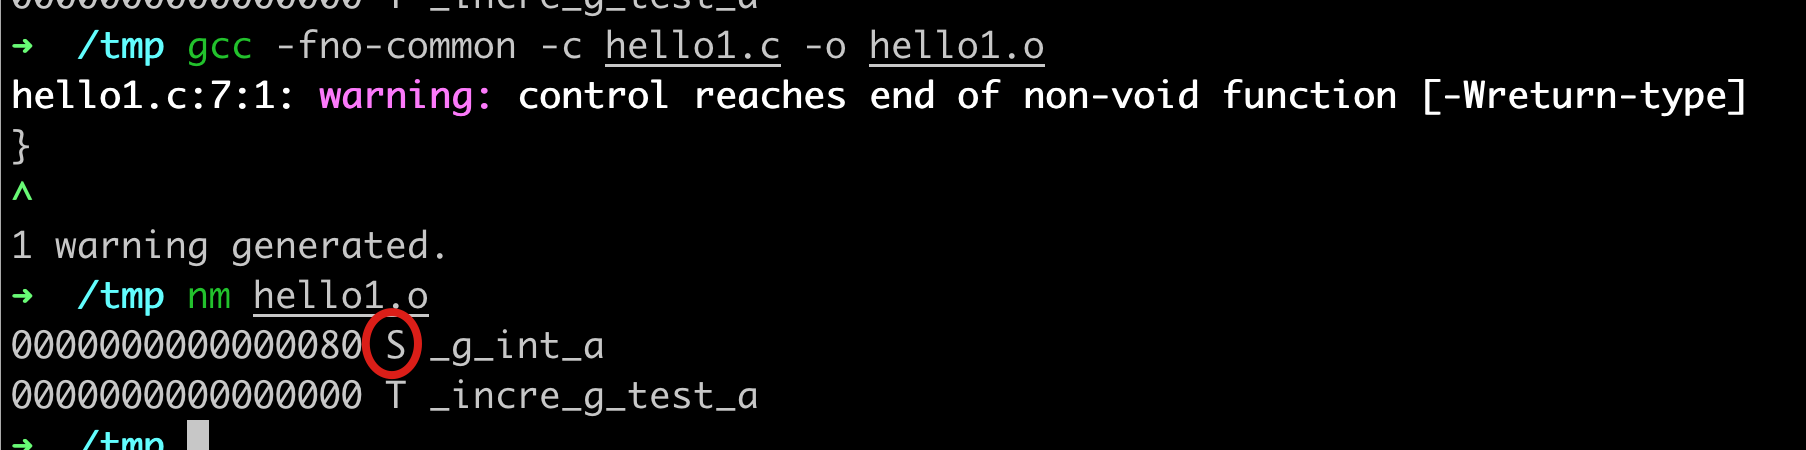 0000000000000000 T _incre_g_test_a
➜ /tmp gcc -fno-common -c hello1.c -o hello1.o
hello1.c:7:1: warning: control reaches end of non-void function [-Wreturn-type]
}
^
1 warning generated.
➜ /tmp nm hello1.o
0000000000000080 S _g_int_a
0000000000000000 T _incre_g_test_a
➜ /tmp